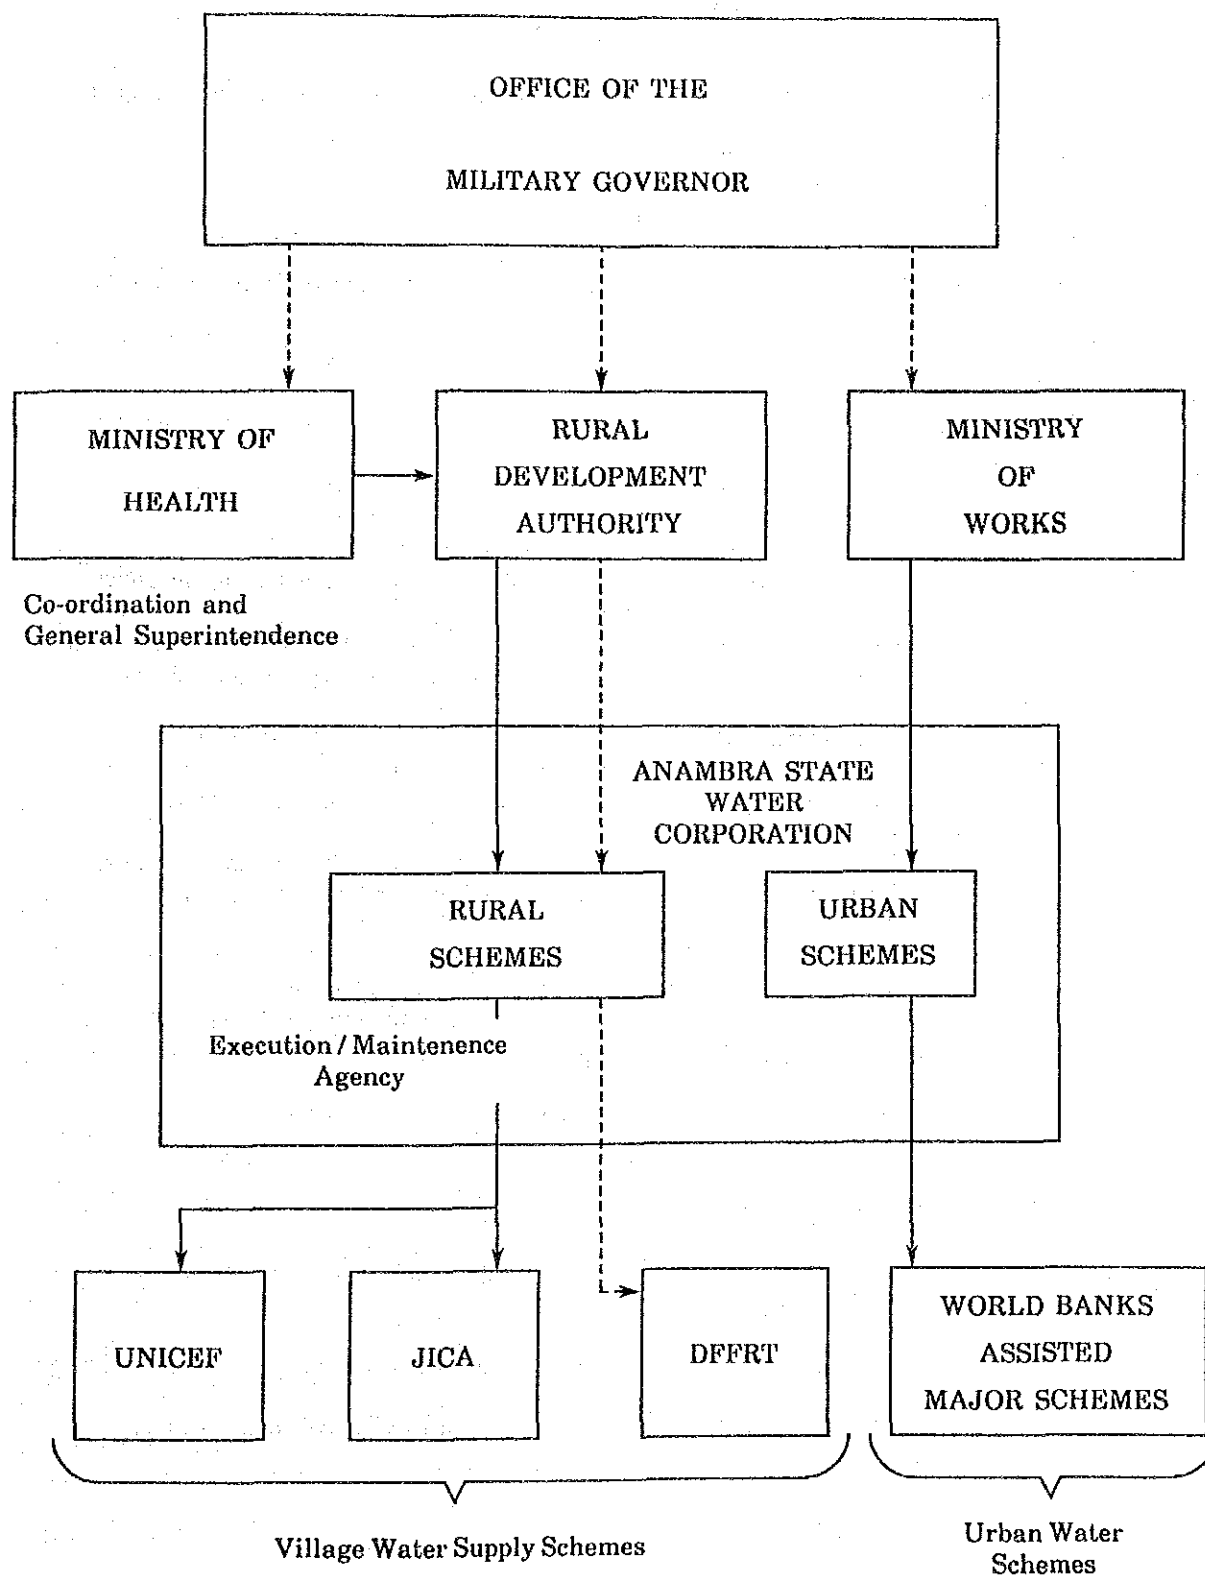 OFFICE OF THE
MILITARY GOVERNOR
MINISTRY OF
HEALTH
RURAL
DEVELOPMENT
AUTHORITY
MINISTRY
OF
WORKS
Co-ordination and
General Superintendence
ANAMBRA STATE
WATER
CORPORATION
RURAL
SCHEMES
URBAN
SCHEMES
Execution / Maintenence
Agency
UNICEF
JICA
DFFRT
WORLD BANKS
ASSISTED
MAJOR SCHEMES
Village Water Supply Schemes
Urban Water
Schemes